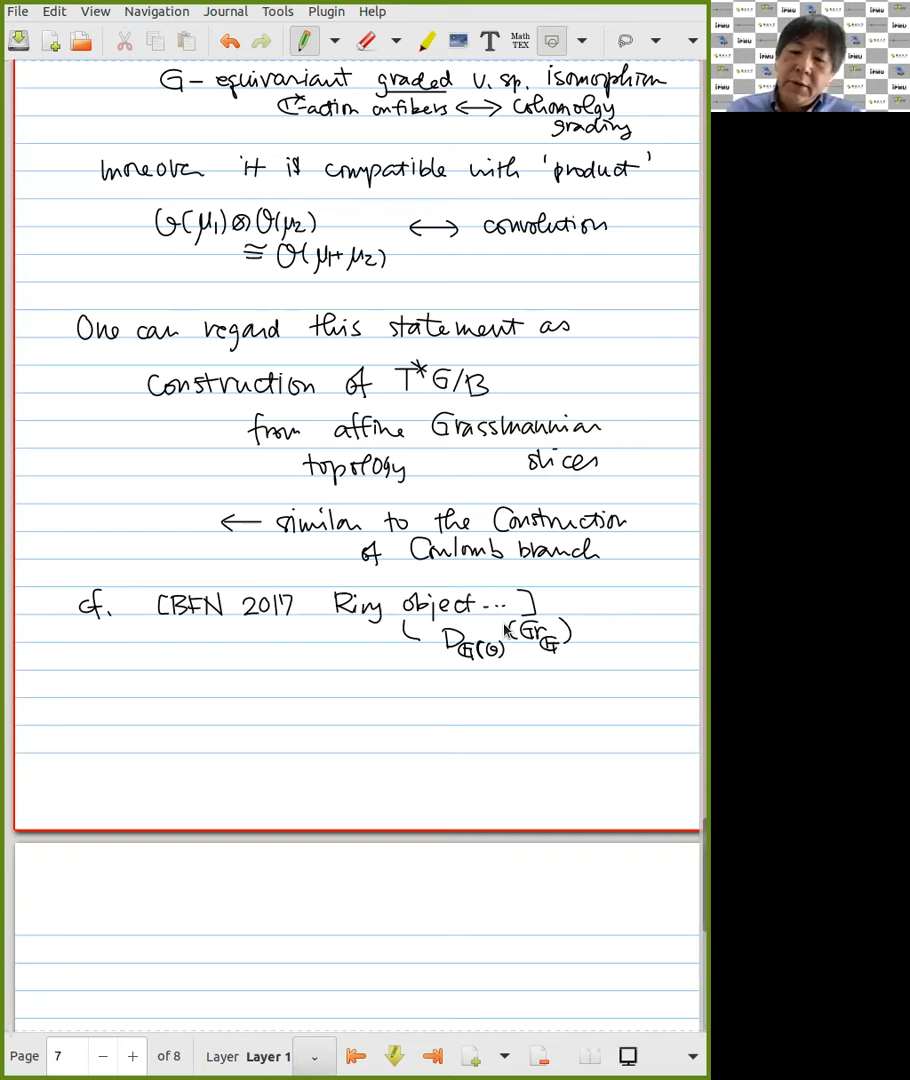 File Edit View Navigation Journal Tools Plugin Help
Math TEX
G - equivariant graded v. sp. isomorphism
C*-action on fibers ↔ Cohomology
grading
moreover it is compatible with 'product'
O(μ1)⊗O(μ2) ↔ convolution
≅ O(μ1+μ2)
One can regard this statement as
Construction of T*G/B
from affine Grassmannian
topology slices
← similar to the Construction
of Coulomb branch
cf. [BFN 2017 Ring object...]
D_{G(O)}(Gr_G)
Page 7 − + of 8 Layer Layer 1